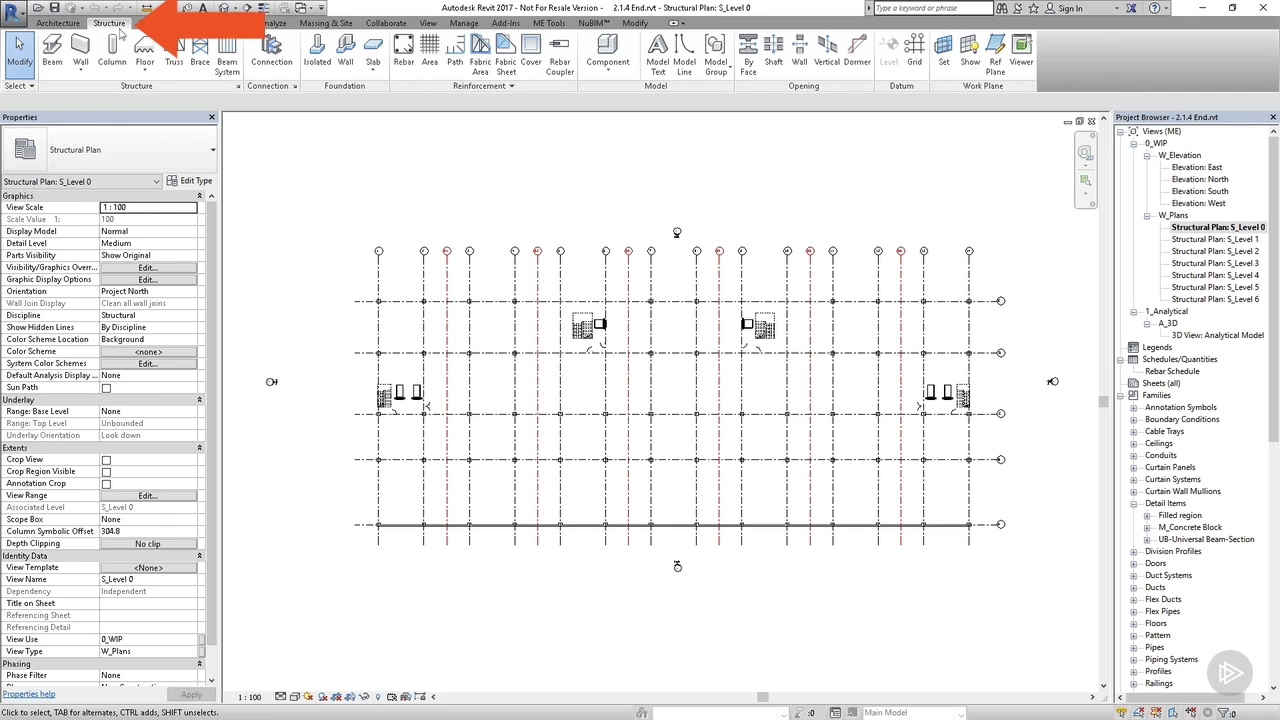 Autodesk Revit 2017 - Not For Resale Version - 2.1.4 End.rvt - Structural Plan: S_Level 0
Type a keyword or phrase
Sign In
Architecture Structure Analyze Massing & Site Collaborate View Manage Add-Ins ME Tools NuBIM™ Modify
Modify Beam Wall Column Floor Truss Brace Beam System Connection Isolated Wall Slab Rebar Area Path Fabric Area Fabric Sheet Cover Rebar Coupler Component Model Text Model Line Model Group By Face Shaft Wall Vertical Dormer Level Grid Set Show Ref Plane Viewer
Select Structure Connection Foundation Reinforcement Model Opening Datum Work Plane
Properties
Structural Plan
Structural Plan: S_Level 0 Edit Type
Graphics
View Scale 1 : 100
Scale Value 1: 100
Display Model Normal
Detail Level Medium
Parts Visibility Show Original
Visibility/Graphics Overr... Edit...
Graphic Display Options Edit...
Orientation Project North
Wall Join Display Clean all wall joins
Discipline Structural
Show Hidden Lines By Discipline
Color Scheme Location Background
Color Scheme <none>
System Color Schemes Edit...
Default Analysis Display ... None
Sun Path
Underlay
Range: Base Level None
Range: Top Level Unbounded
Underlay Orientation Look down
Extents
Crop View
Crop Region Visible
Annotation Crop
View Range Edit...
Associated Level S_Level 0
Scope Box None
Column Symbolic Offset 304.8
Depth Clipping No clip
Identity Data
View Template <None>
View Name S_Level 0
Dependency Independent
Title on Sheet
Referencing Sheet
Referencing Detail
View Use 0_WIP
View Type W_Plans
Phasing
Phase Filter None
Properties help Apply
1 : 100
Project Browser - 2.1.4 End.rvt
Views (ME)
0_WIP
W_Elevation
Elevation: East
Elevation: North
Elevation: South
Elevation: West
W_Plans
Structural Plan: S_Level 0
Structural Plan: S_Level 1
Structural Plan: S_Level 2
Structural Plan: S_Level 3
Structural Plan: S_Level 4
Structural Plan: S_Level 5
Structural Plan: S_Level 6
1_Analytical
A_3D
3D View: Analytical Model
Legends
Schedules/Quantities
Rebar Schedule
Sheets (all)
Families
Annotation Symbols
Boundary Conditions
Cable Trays
Ceilings
Conduits
Curtain Panels
Curtain Systems
Curtain Wall Mullions
Detail Items
Filled region
M_Concrete Block
UB-Universal Beam-Section
Division Profiles
Doors
Duct Systems
Ducts
Flex Ducts
Flex Pipes
Floors
Pattern
Pipes
Piping Systems
Profiles
Railings
Click to select, TAB for alternates, CTRL adds, SHIFT unselects.
:0 Main Model :0